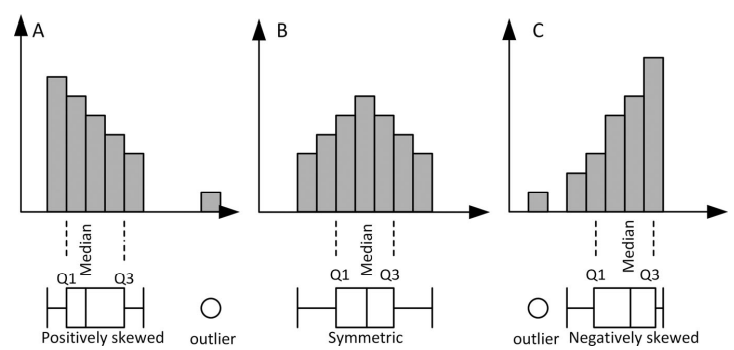 A
B
C
Median
Median
Median
Q1
Q3
Q1
Q3
Q1
Q3
Positively skewed
outlier
Symmetric
outlier
Negatively skewed